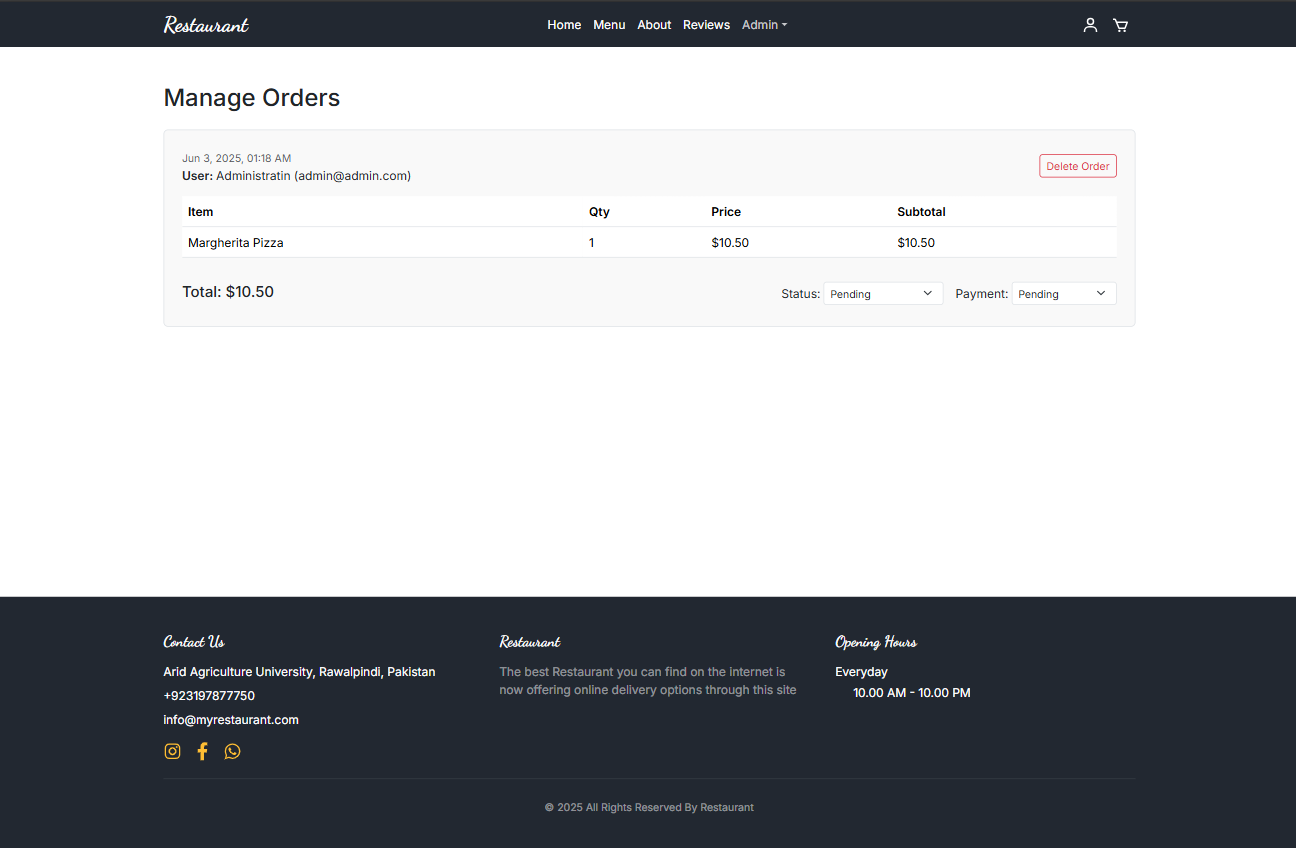 Restaurant
Home Menu About Reviews Admin
Manage Orders
Jun 3, 2025, 01:18 AM
User: Administratin (admin@admin.com)
Delete Order
Item Qty Price Subtotal
Margherita Pizza 1 $10.50 $10.50
Total: $10.50
Status: Pending Payment: Pending
Contact Us
Arid Agriculture University, Rawalpindi, Pakistan
+923197877750
info@myrestaurant.com
Restaurant
The best Restaurant you can find on the internet is
now offering online delivery options through this site
Opening Hours
Everyday
10.00 AM - 10.00 PM
© 2025 All Rights Reserved By Restaurant